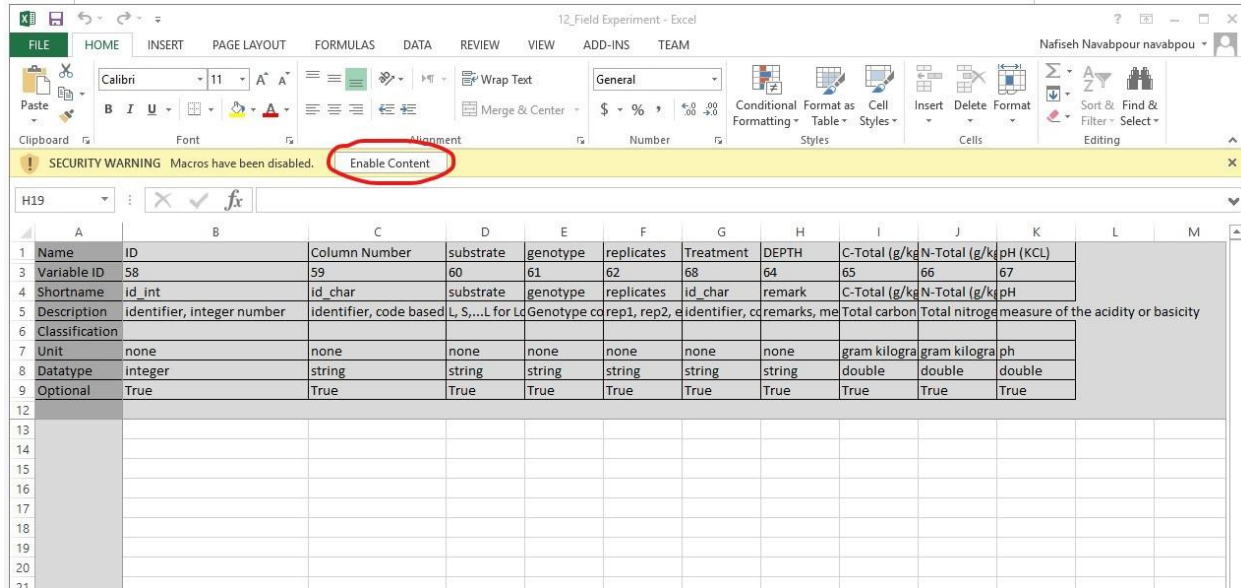 12_Field Experiment - Excel
FILE HOME INSERT PAGE LAYOUT FORMULAS DATA REVIEW VIEW ADD-INS TEAM Nafiseh Navabpour navabpou
Calibri 11 A A Wrap Text General
Paste B I U A Merge & Center $ % , Conditional Formatting Format as Table Cell Styles Insert Delete Format Sort & Filter Find & Select
Clipboard Font Alignment Number Styles Cells Editing
SECURITY WARNING Macros have been disabled. Enable Content
H19 fx
A B C D E F G H I J K L M
1 Name ID Column Number substrate genotype replicates Treatment DEPTH C-Total (g/kg N-Total (g/kg pH (KCL)
3 Variable ID 58 59 60 61 62 68 64 65 66 67
4 Shortname id_int id_char substrate genotype replicates id_char remark C-Total (g/kg N-Total (g/kg pH
5 Description identifier, integer number identifier, code based L, S,...L for Lo Genotype co rep1, rep2, e identifier, co remarks, me Total carbon Total nitroge measure of the acidity or basicity
6 Classification
7 Unit none none none none none none none gram kilogra gram kilogra ph
8 Datatype integer string string string string string string double double double
9 Optional True True True True True True True True True True
12
13
14
15
16
17
18
19
20
21